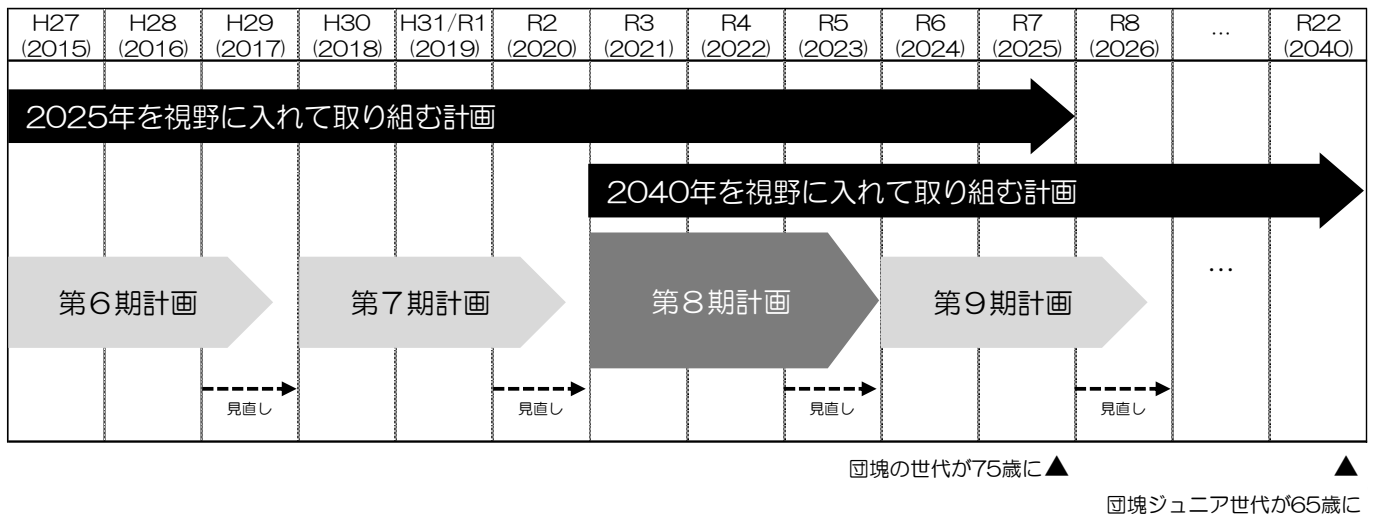 H27 H28 H29 H30 H31/R1 R2 R3 R4 R5 R6 R7 R8 … R22
(2015) (2016) (2017) (2018) (2019) (2020) (2021) (2022) (2023) (2024) (2025) (2026) (2040)
2025年を視野に入れて取り組む計画
2040年を視野に入れて取り組む計画
第6期計画 第7期計画 第8期計画 第9期計画 …
見直し 見直し 見直し 見直し
団塊の世代が75歳に▲ ▲
団塊ジュニア世代が65歳に